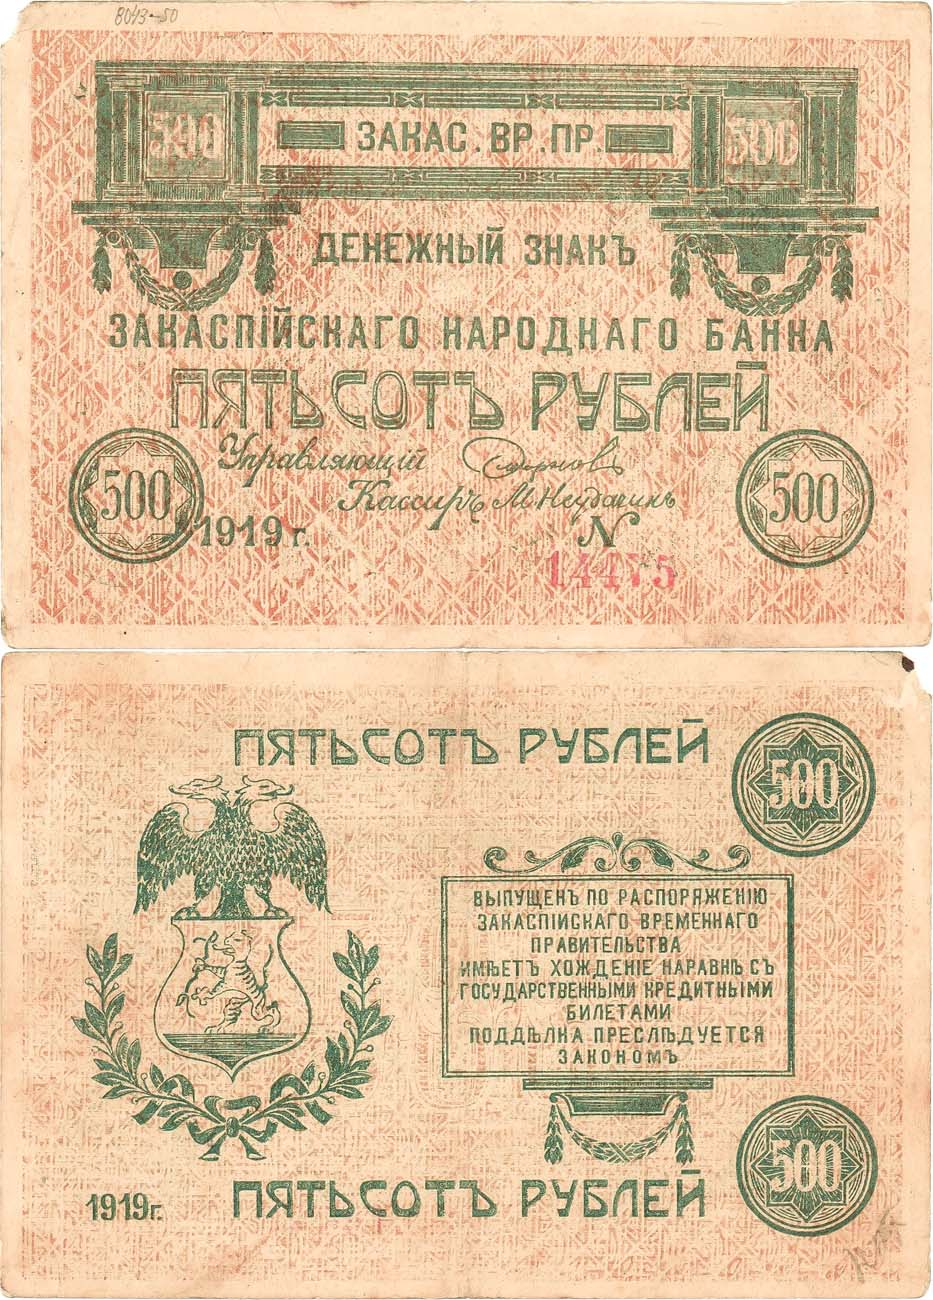 8043-50
500 ЗАКАС. ВР. ПР. 500
ДЕНЕЖНЫЙ ЗНАКЪ
ЗАКАСПІЙСКАГО НАРОДНАГО БАНКА
ПЯТЬСОТЪ РУБЛЕЙ
Управляющій
Кассиръ
500 1919 г. N 500
14475
ПЯТЬСОТЪ РУБЛЕЙ
500
ВЫПУЩЕНЪ ПО РАСПОРЯЖЕНІЮ
ЗАКАСПІЙСКАГО ВРЕМЕННАГО
ПРАВИТЕЛЬСТВА
ИМѢЕТЪ ХОЖДЕНІЕ НАРАВНѢ СЪ
ГОСУДАРСТВЕННЫМИ КРЕДИТНЫМИ
БИЛЕТАМИ
ПОДДѢЛКА ПРЕСЛѢДУЕТСЯ
ЗАКОНОМЪ
500
1919 г.
ПЯТЬСОТЪ РУБЛЕЙ